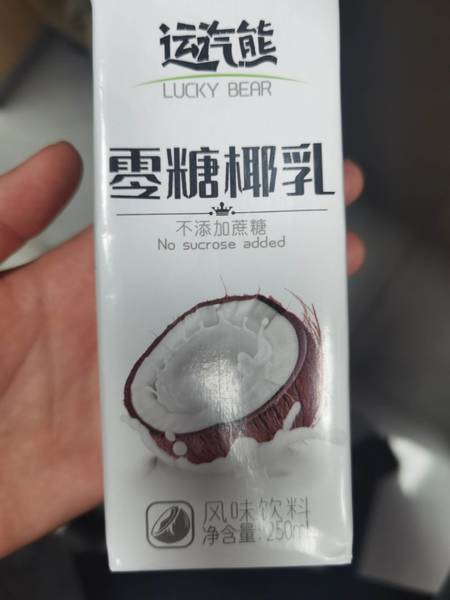 运汽熊
LUCKY BEAR
零糖椰乳
不添加蔗糖
No sucrose added
风味饮料
净含量:250mL